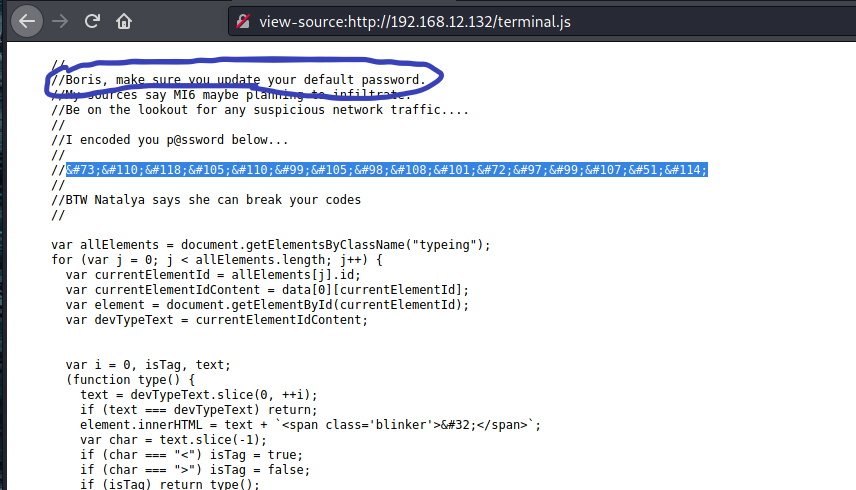 view-source:http://192.168.12.132/terminal.js
//
//Boris, make sure you update your default password.
//My sources say MI6 maybe planning to infiltrate.
//Be on the lookout for any suspicious network traffic....
//
//I encoded you p@ssword below...
//
//&#73;&#110;&#118;&#105;&#110;&#99;&#105;&#98;&#108;&#101;&#72;&#97;&#99;&#107;&#51;&#114;
//
//BTW Natalya says she can break your codes
//
var allElements = document.getElementsByClassName("typeing");
for (var j = 0; j < allElements.length; j++) {
  var currentElementId = allElements[j].id;
  var currentElementIdContent = data[0][currentElementId];
  var element = document.getElementById(currentElementId);
  var devTypeText = currentElementIdContent;
  var i = 0, isTag, text;
  (function type() {
    text = devTypeText.slice(0, ++i);
    if (text === devTypeText) return;
    element.innerHTML = text + `<span class='blinker'>&#32;</span>`;
    var char = text.slice(-1);
    if (char === "<") isTag = true;
    if (char === ">") isTag = false;
    if (isTag) return type();